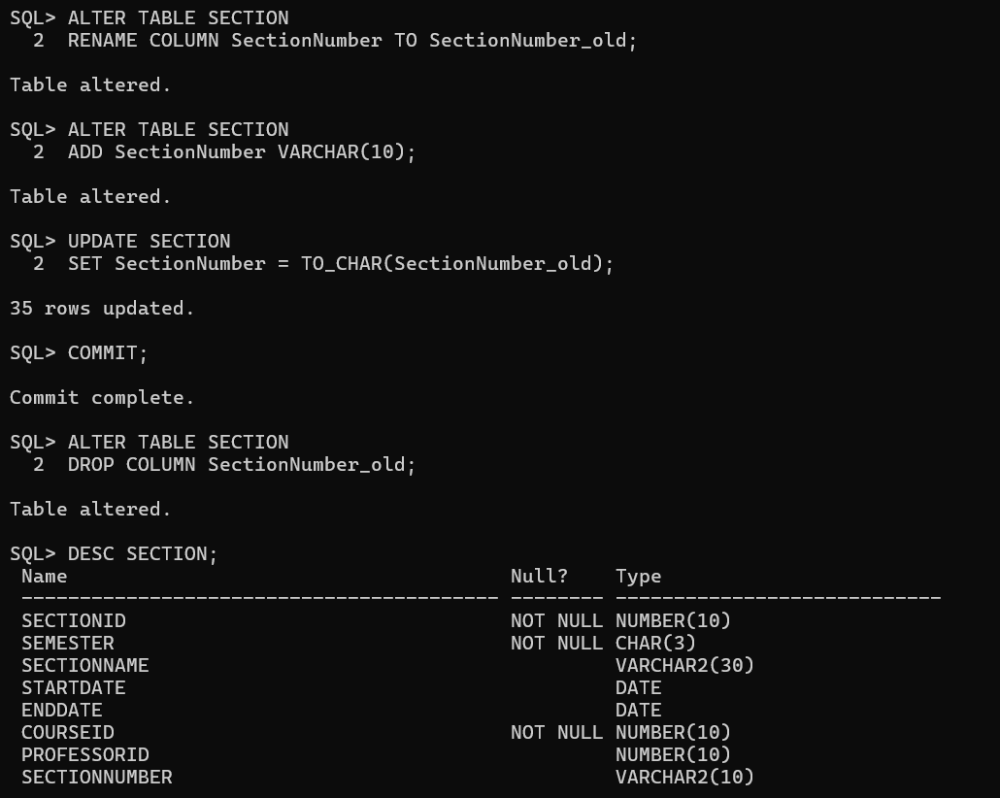 SQL> ALTER TABLE SECTION
  2  RENAME COLUMN SectionNumber TO SectionNumber_old;

Table altered.

SQL> ALTER TABLE SECTION
  2  ADD SectionNumber VARCHAR(10);

Table altered.

SQL> UPDATE SECTION
  2  SET SectionNumber = TO_CHAR(SectionNumber_old);

35 rows updated.

SQL> COMMIT;

Commit complete.

SQL> ALTER TABLE SECTION
  2  DROP COLUMN SectionNumber_old;

Table altered.

SQL> DESC SECTION;
 Name                                      Null?    Type
 ----------------------------------------- -------- ----------------------------
 SECTIONID                                 NOT NULL NUMBER(10)
 SEMESTER                                  NOT NULL CHAR(3)
 SECTIONNAME                                        VARCHAR2(30)
 STARTDATE                                          DATE
 ENDDATE                                            DATE
 COURSEID                                  NOT NULL NUMBER(10)
 PROFESSORID                                        NUMBER(10)
 SECTIONNUMBER                                      VARCHAR2(10)